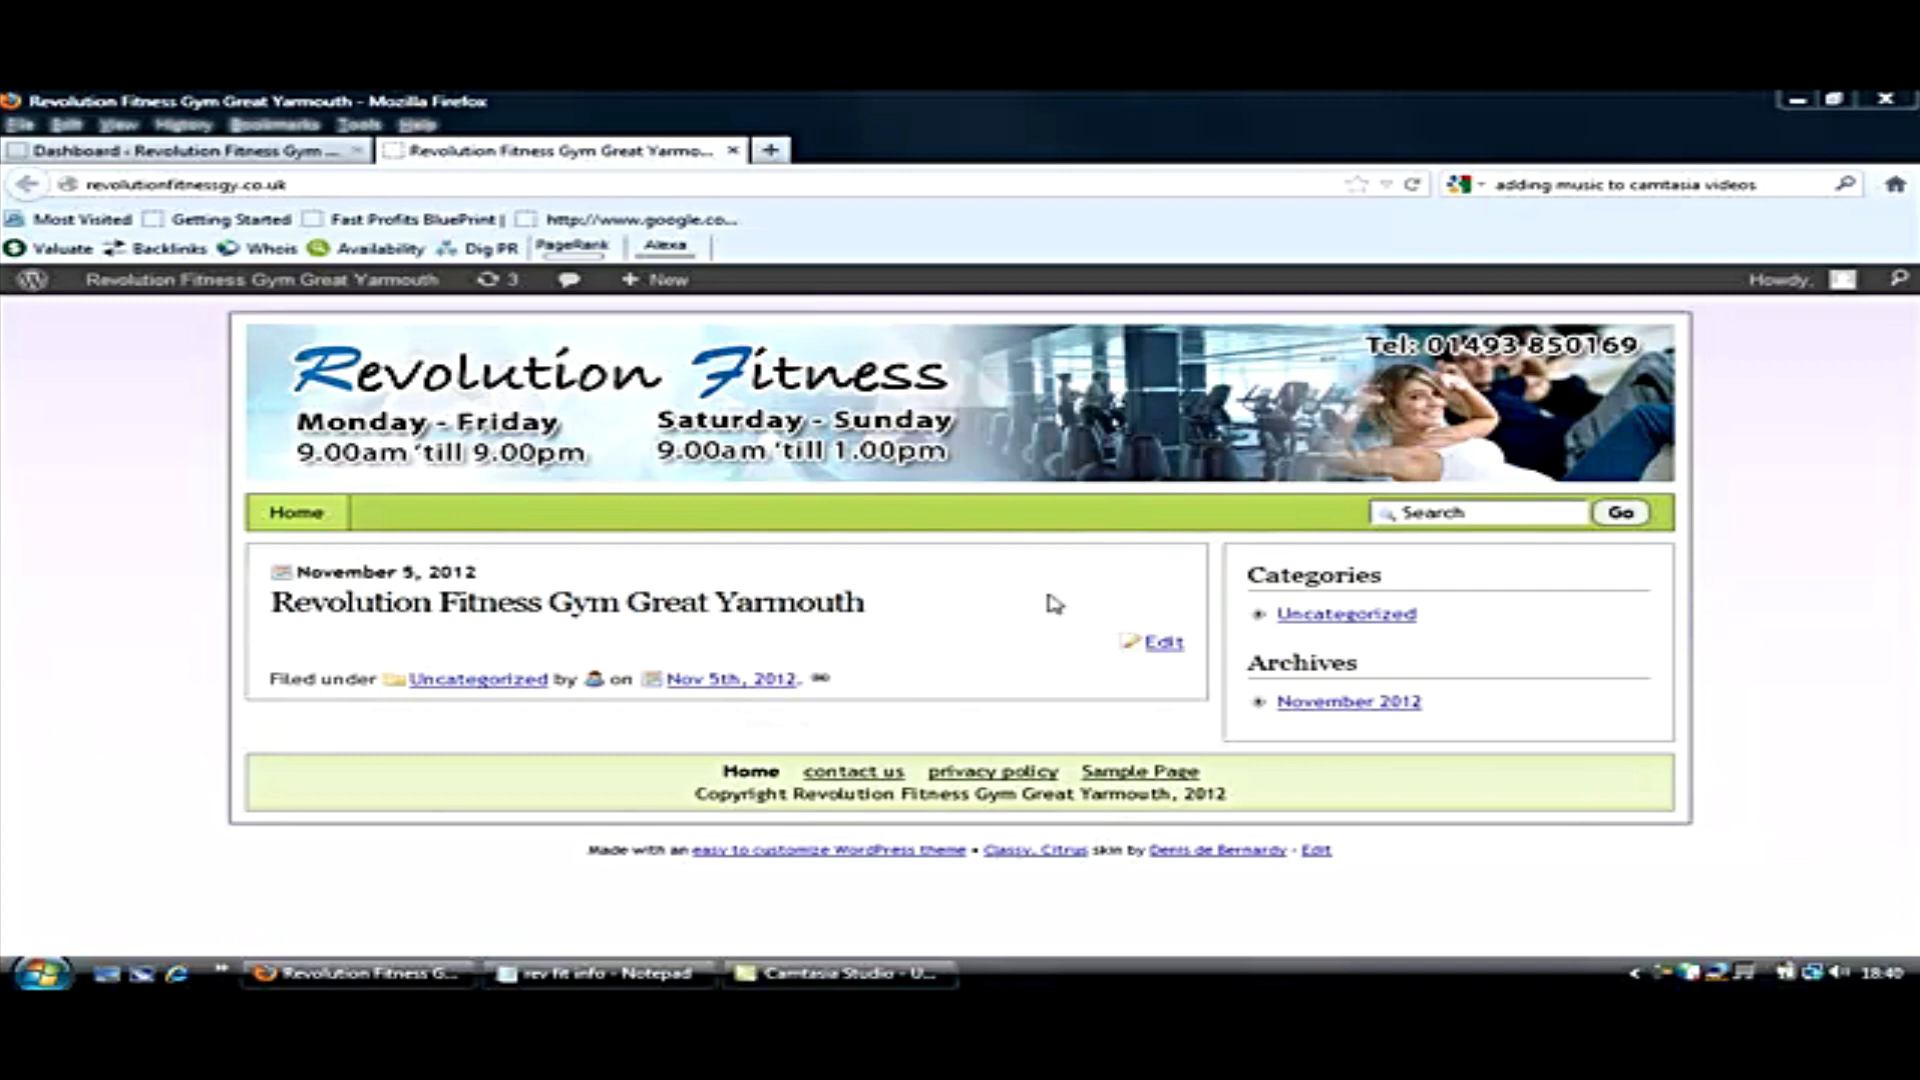 Revolution Fitness Gym Great Yarmouth - Mozilla Firefox
File Edit View History Bookmarks Tools Help
Dashboard - Revolution Fitness Gym ...
Revolution Fitness Gym Great Yarmo...
revolutionfitnessgy.co.uk
adding music to camtasia videos
Most Visited Getting Started Fast Profits BluePrint | http://www.google.co...
Valuate Backlinks Whois Availability Dig PR PageRank Alexa
Revolution Fitness Gym Great Yarmouth 3 + New
Howdy,
Tel: 01493 850169
Revolution Fitness
Monday - Friday
9.00am 'till 9.00pm
Saturday - Sunday
9.00am 'till 1.00pm
Home
Search
Go
November 5, 2012
Revolution Fitness Gym Great Yarmouth
Edit
Filed under Uncategorized by on Nov 5th, 2012.
Categories
Uncategorized
Archives
November 2012
Home contact us privacy policy Sample Page
Copyright Revolution Fitness Gym Great Yarmouth, 2012
Made with an easy to customize WordPress theme • Classy, Citrus skin by Denis de Bernardy - Edit
Revolution Fitness G...
rev fit info - Notepad
Camtasia Studio - U...
18:40